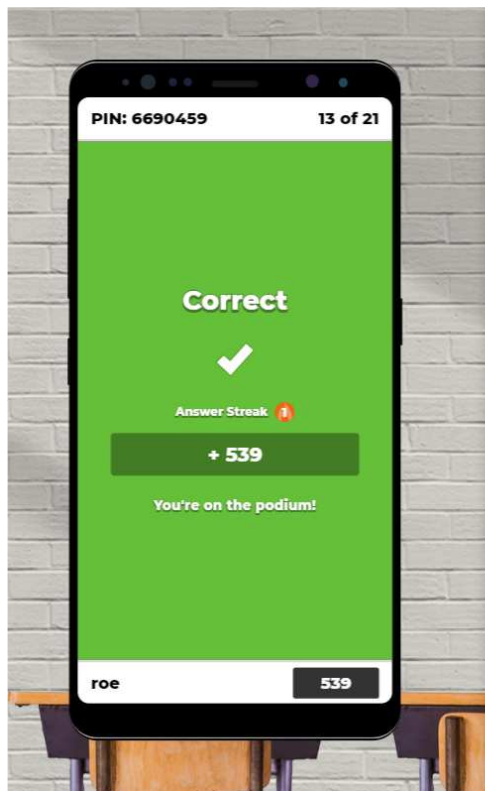 PIN: 6690459 13 of 21
Correct
Answer Streak 1
+ 539
You're on the podium!
roe 539